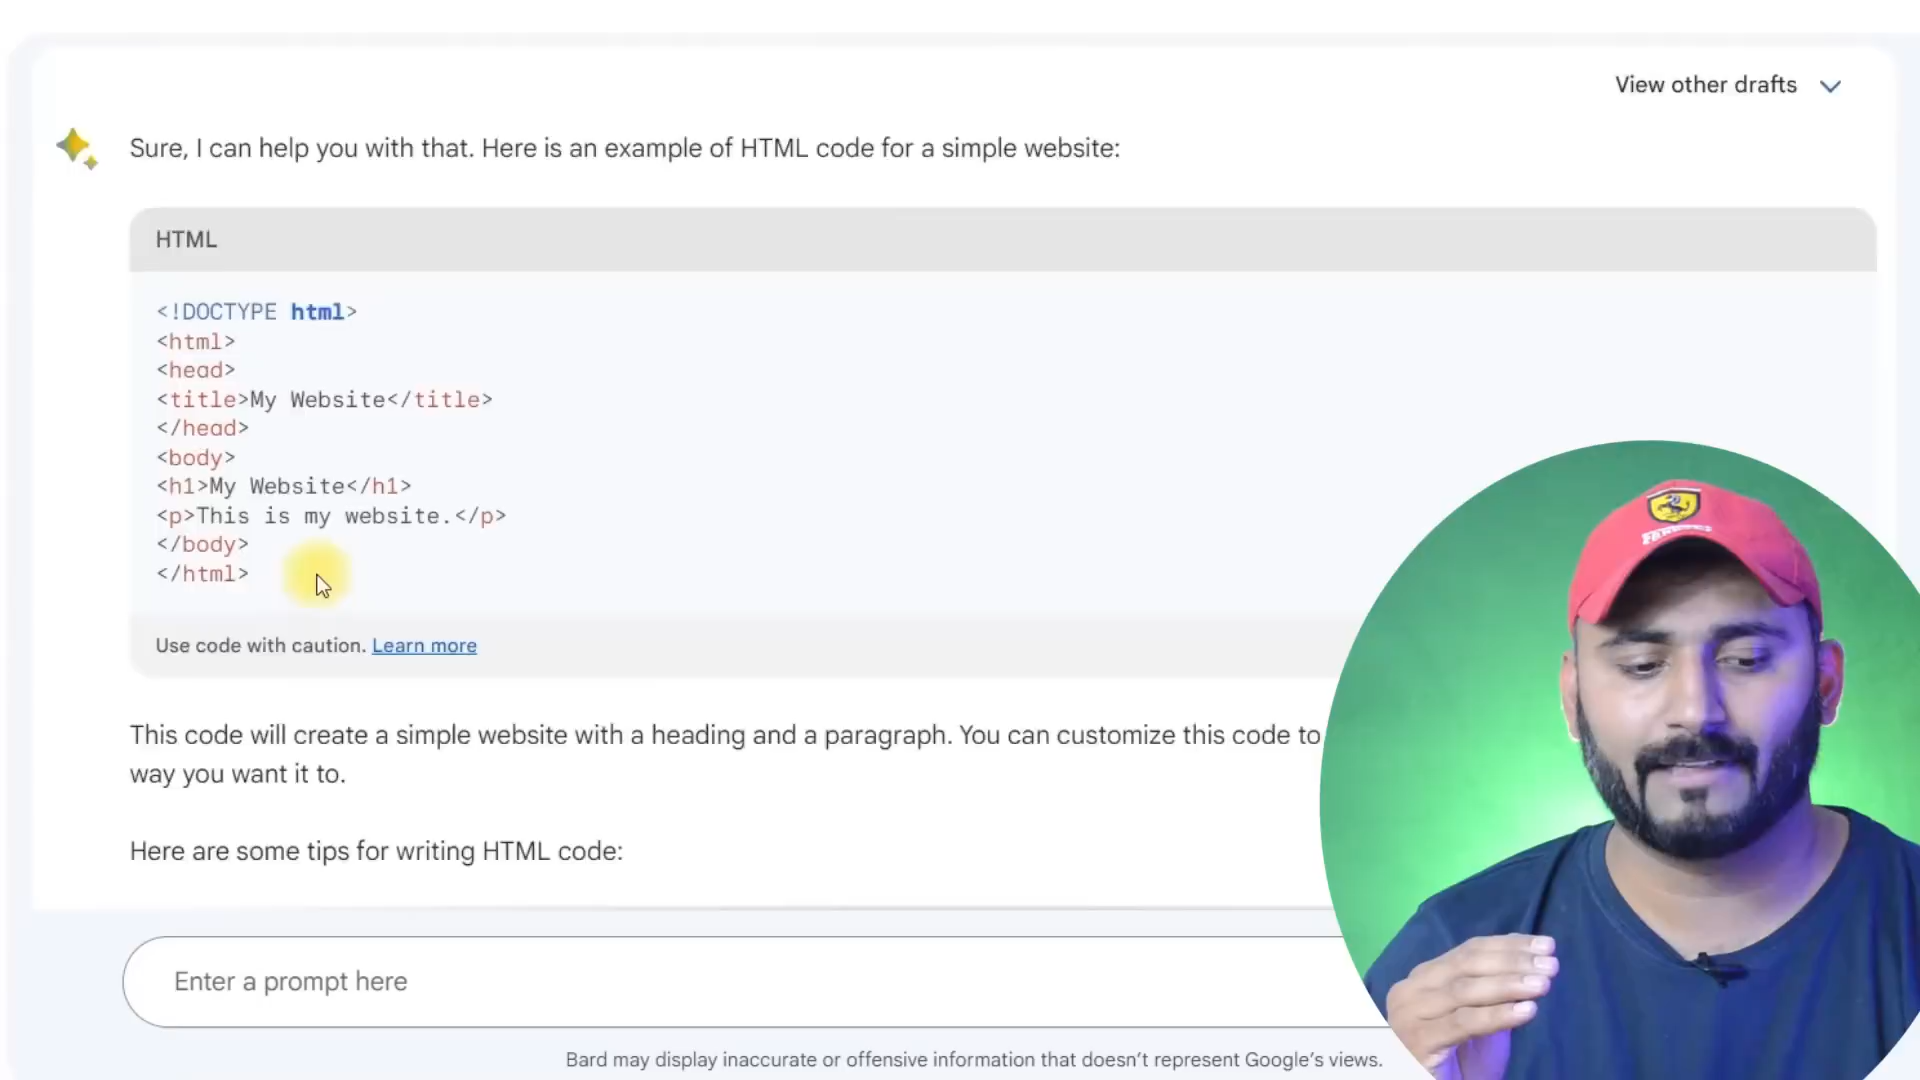 View other drafts
Sure, I can help you with that. Here is an example of HTML code for a simple website:
HTML
<!DOCTYPE html>
<html>
<head>
<title>My Website</title>
</head>
<body>
<h1>My Website</h1>
<p>This is my website.</p>
</body>
</html>
Use code with caution. Learn more
This code will create a simple website with a heading and a paragraph. You can customize this code to
way you want it to.
Here are some tips for writing HTML code:
Enter a prompt here
Bard may display inaccurate or offensive information that doesn't represent Google's views.